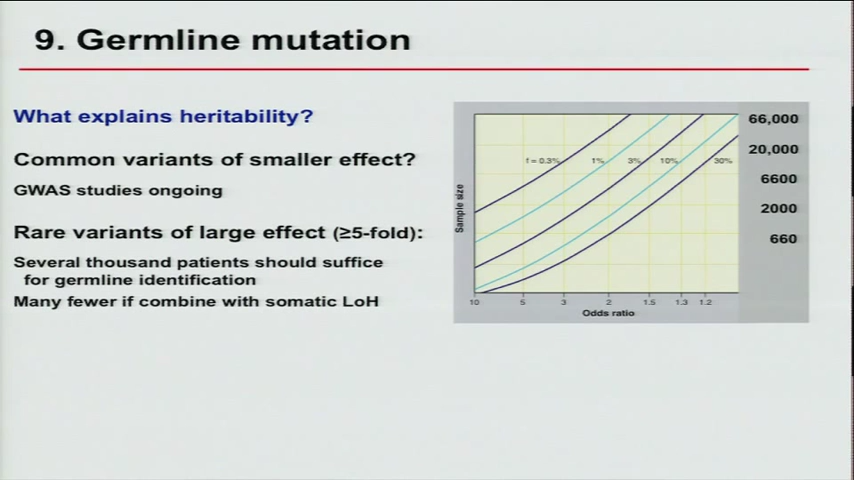 9. Germline mutation
What explains heritability?
Common variants of smaller effect?
GWAS studies ongoing
Rare variants of large effect (≥5-fold):
Several thousand patients should suffice
for germline identification
Many fewer if combine with somatic LoH
66,000
20,000
6600
2000
660
Sample size
f = 0.3%
1%
3%
10%
30%
10
5
3
2
1.5
1.3
1.2
Odds ratio